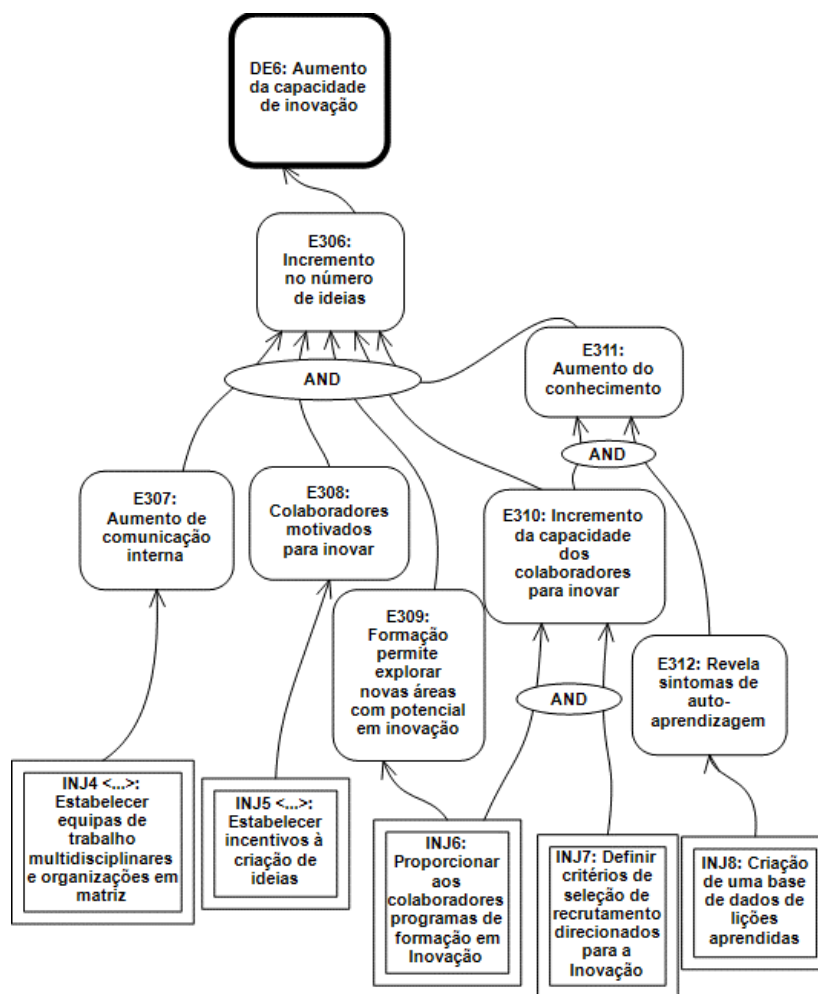 DE6: Aumento
da capacidade
de inovação
E306:
Incremento
no número
de ideias
E311:
Aumento do
conhecimento
AND
AND
E307:
Aumento de
comunicação
interna
E308:
Colaboradores
motivados
para inovar
E310: Incremento
da capacidade
dos
colaboradores
para inovar
E309:
Formação
permite
explorar
novas áreas
com potencial
em inovação
E312: Revela
sintomas de
auto-
aprendizagem
AND
INJ4 <...>:
Estabelecer
equipas de
trabalho
multidisciplinares
e organizações em
matriz
INJ5 <...>:
Estabelecer
incentivos à
criação de
ideias
INJ6:
Proporcionar
aos
colaboradores
programas de
formação em
Inovação
INJ7: Definir
critérios de
seleção de
recrutamento
direcionados
para a
Inovação
INJ8: Criação
de uma base
de dados de
lições
aprendidas